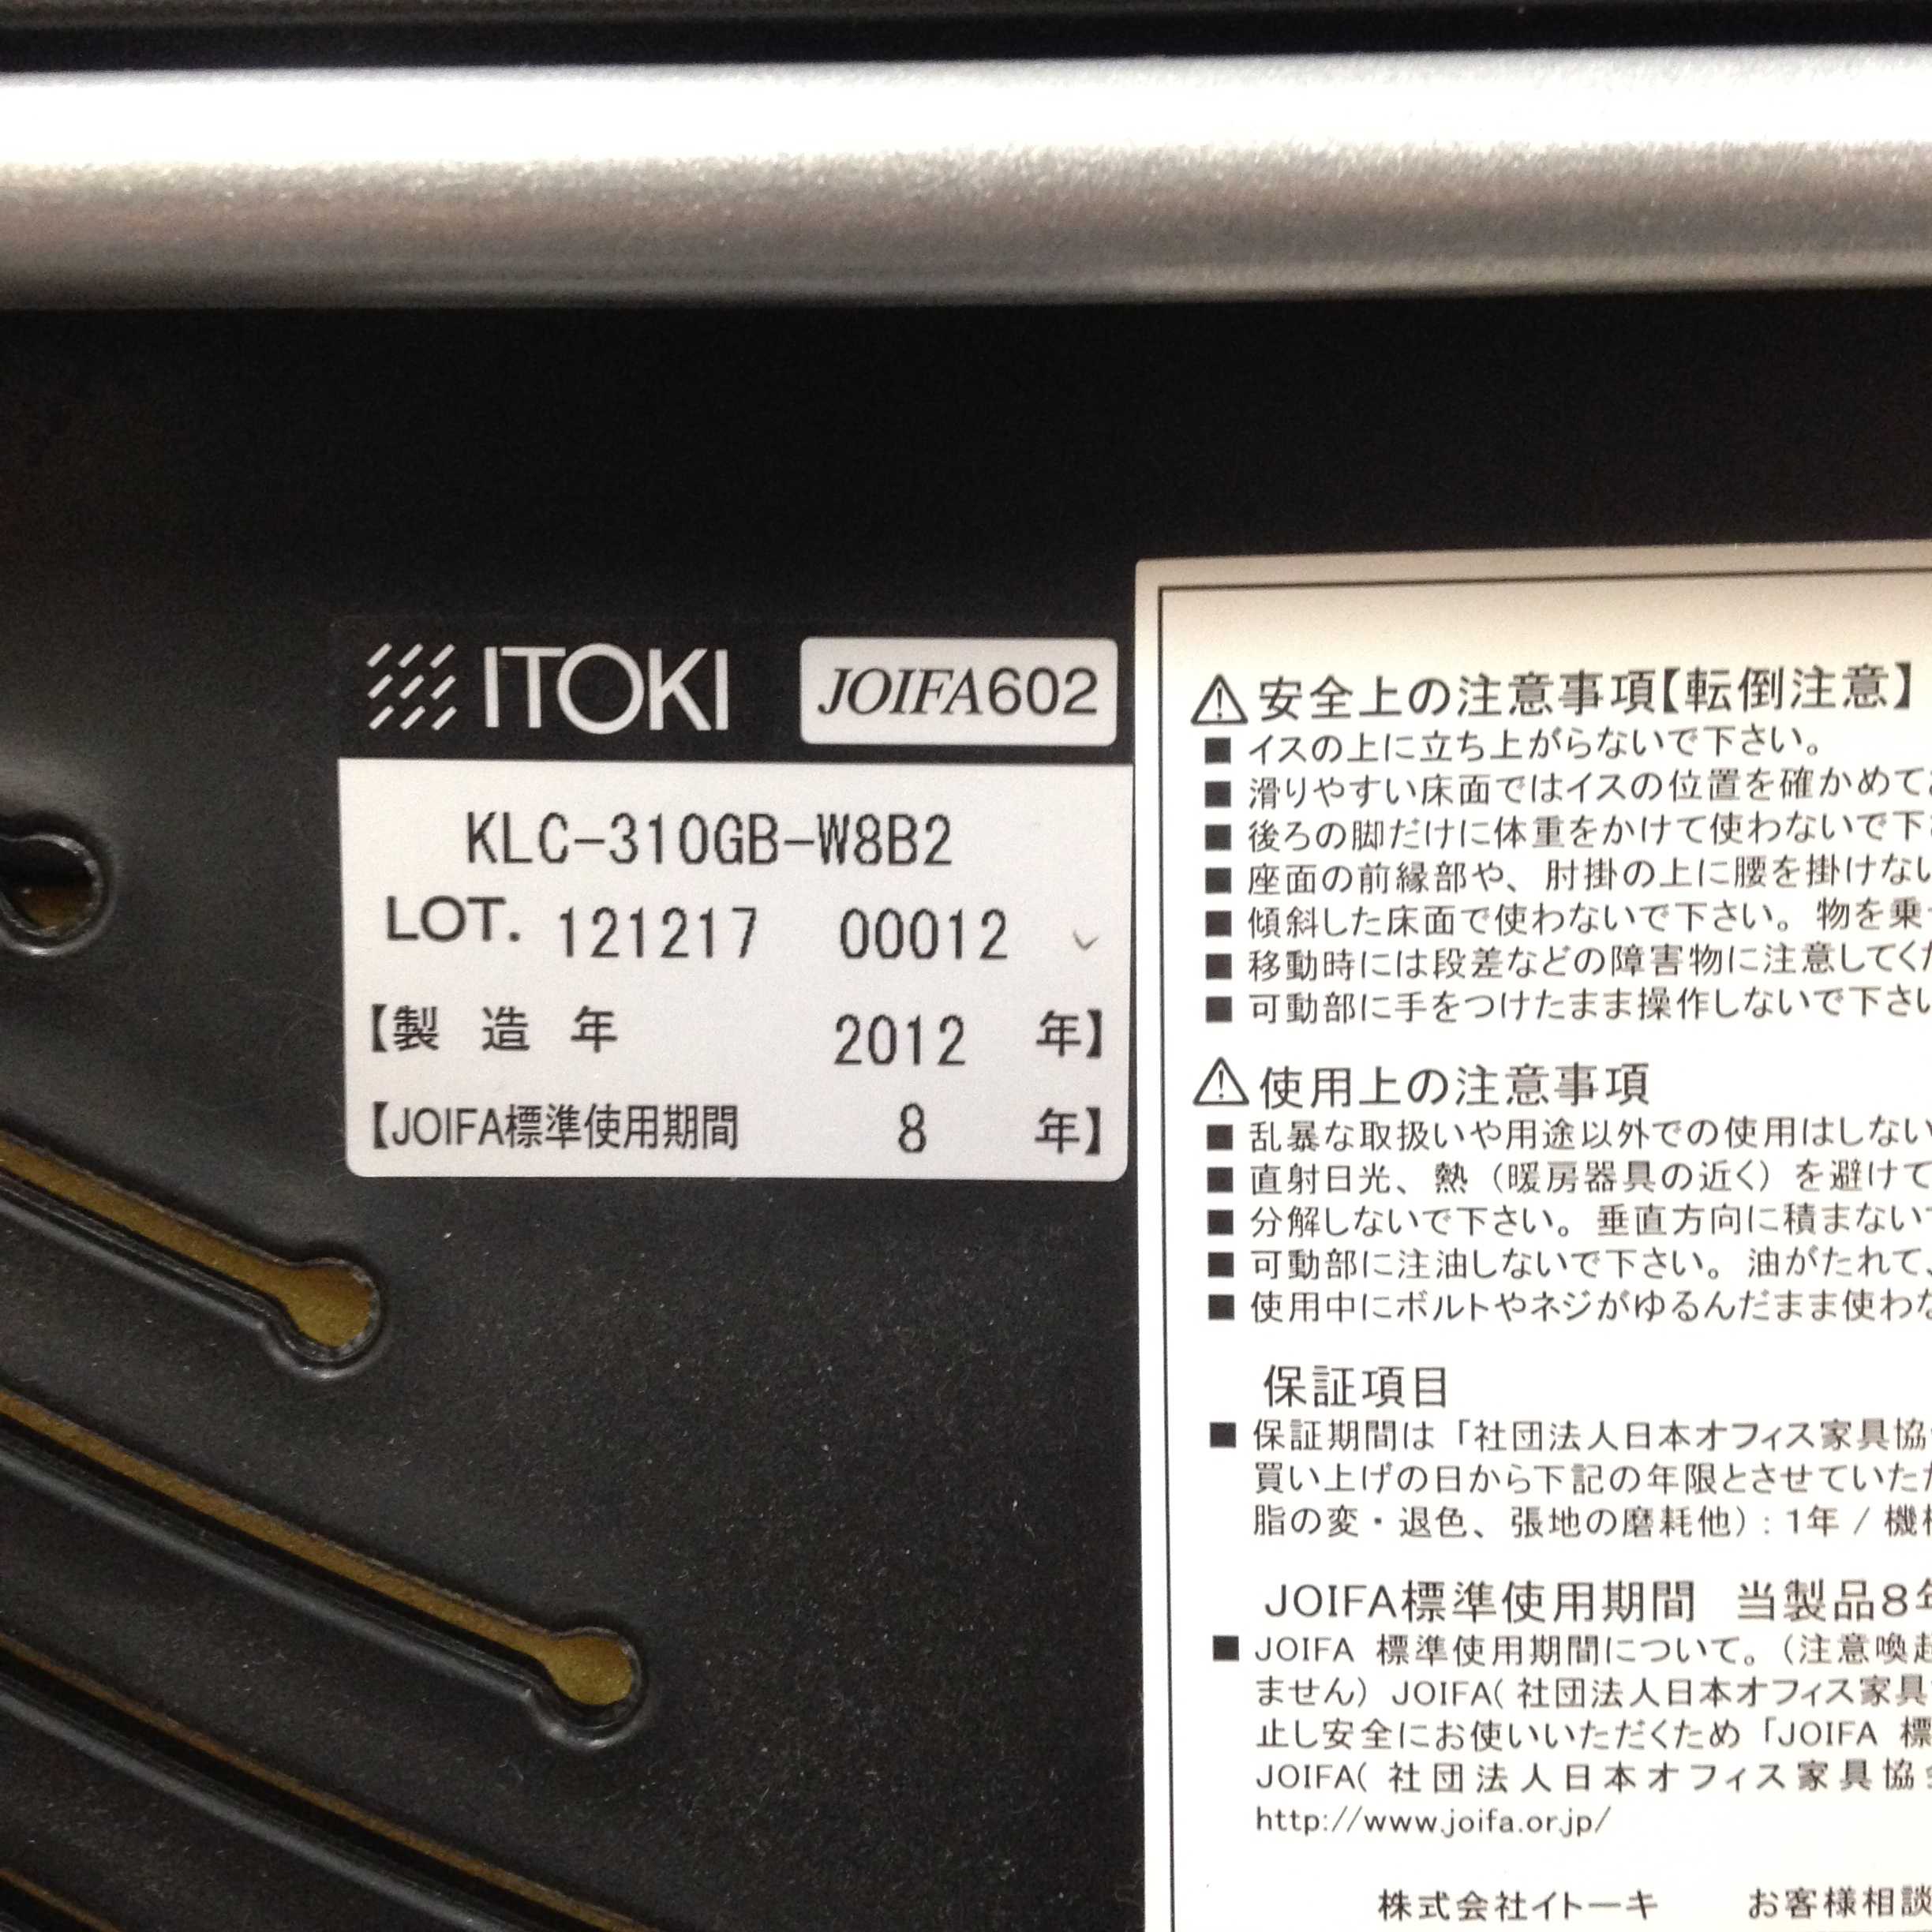 ITOKI JOIFA602
KLC-310GB-W8B2
LOT. 121217 00012
【製造年 2012 年】
【JOIFA標準使用期間 8 年】
⚠安全上の注意事項【転倒注意】
■ イスの上に立ち上がらないで下さい。
■ 滑りやすい床面ではイスの位置を確かめて
■ 後ろの脚だけに体重をかけて使わないで下
■ 座面の前縁部や、肘掛の上に腰を掛けない
■ 傾斜した床面で使わないで下さい。物を乗
■ 移動時には段差などの障害物に注意してくだ
■ 可動部に手をつけたまま操作しないで下さい
⚠使用上の注意事項
■ 乱暴な取扱いや用途以外での使用はしない
■ 直射日光、熱（暖房器具の近く）を避けて
■ 分解しないで下さい。垂直方向に積まない
■ 可動部に注油しないで下さい。油がたれて、
■ 使用中にボルトやネジがゆるんだまま使わな
保証項目
■ 保証期間は「社団法人日本オフィス家具協
買い上げの日から下記の年限とさせていただ
脂の変・退色、張地の磨耗他）: 1年 / 機
JOIFA標準使用期間 当製品8年
■ JOIFA 標準使用期間について。（注意喚起
ません）JOIFA( 社団法人日本オフィス家具
止し安全にお使いいただくため「JOIFA 標
JOIFA( 社団法人日本オフィス家具協会
http://www.joifa.or.jp/
株式会社イトーキ お客様相談